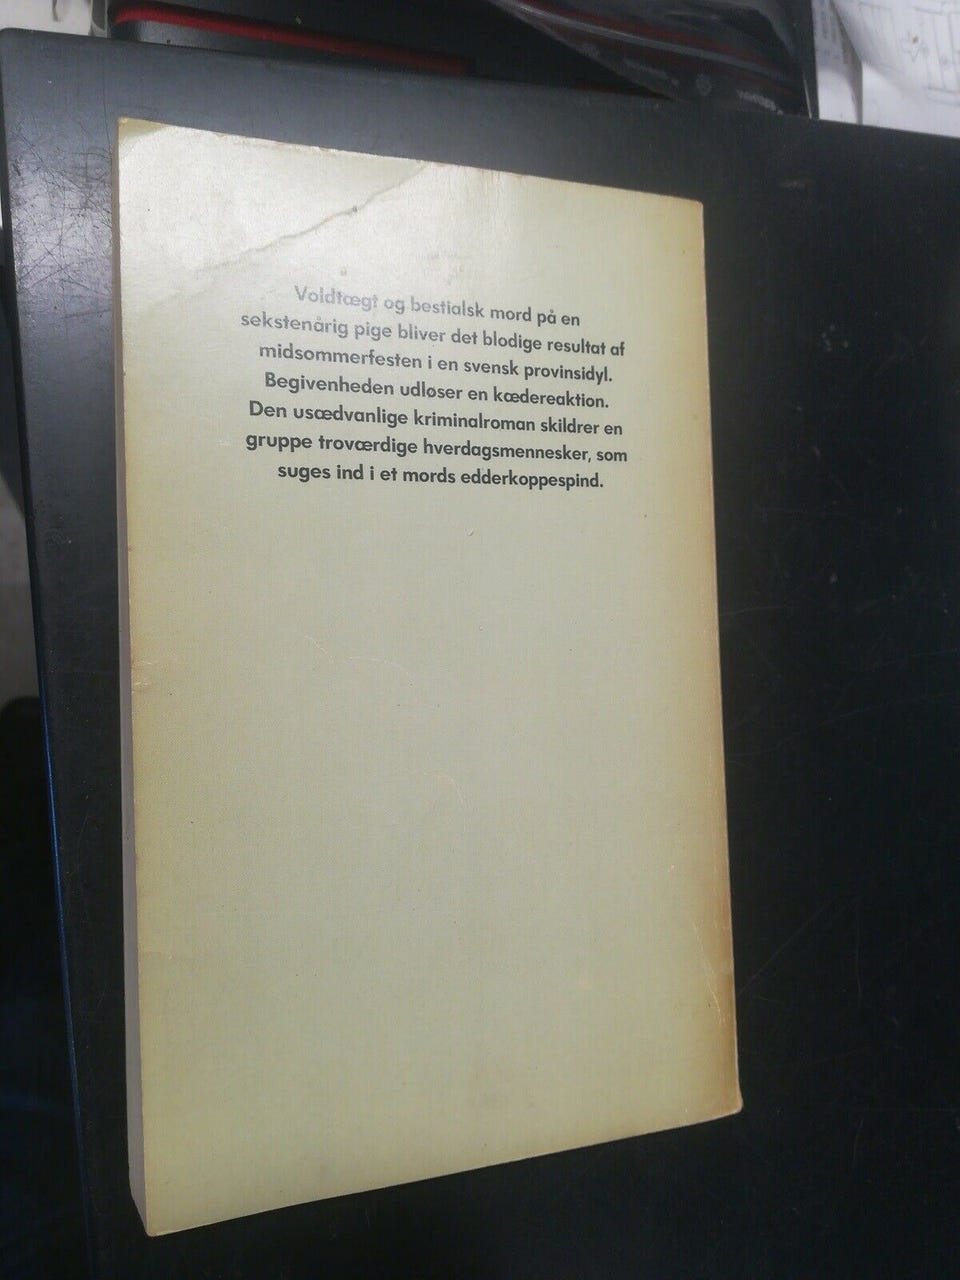 Voldtægt og bestialsk mord på en
sekstenårig pige bliver det blodige resultat af
midsommerfesten i en svensk provinsidyl.
Begivenheden udløser en kædereaktion.
Den usædvanlige kriminalroman skildrer en
gruppe troværdige hverdagsmennesker, som
suges ind i et mords edderkoppespind.